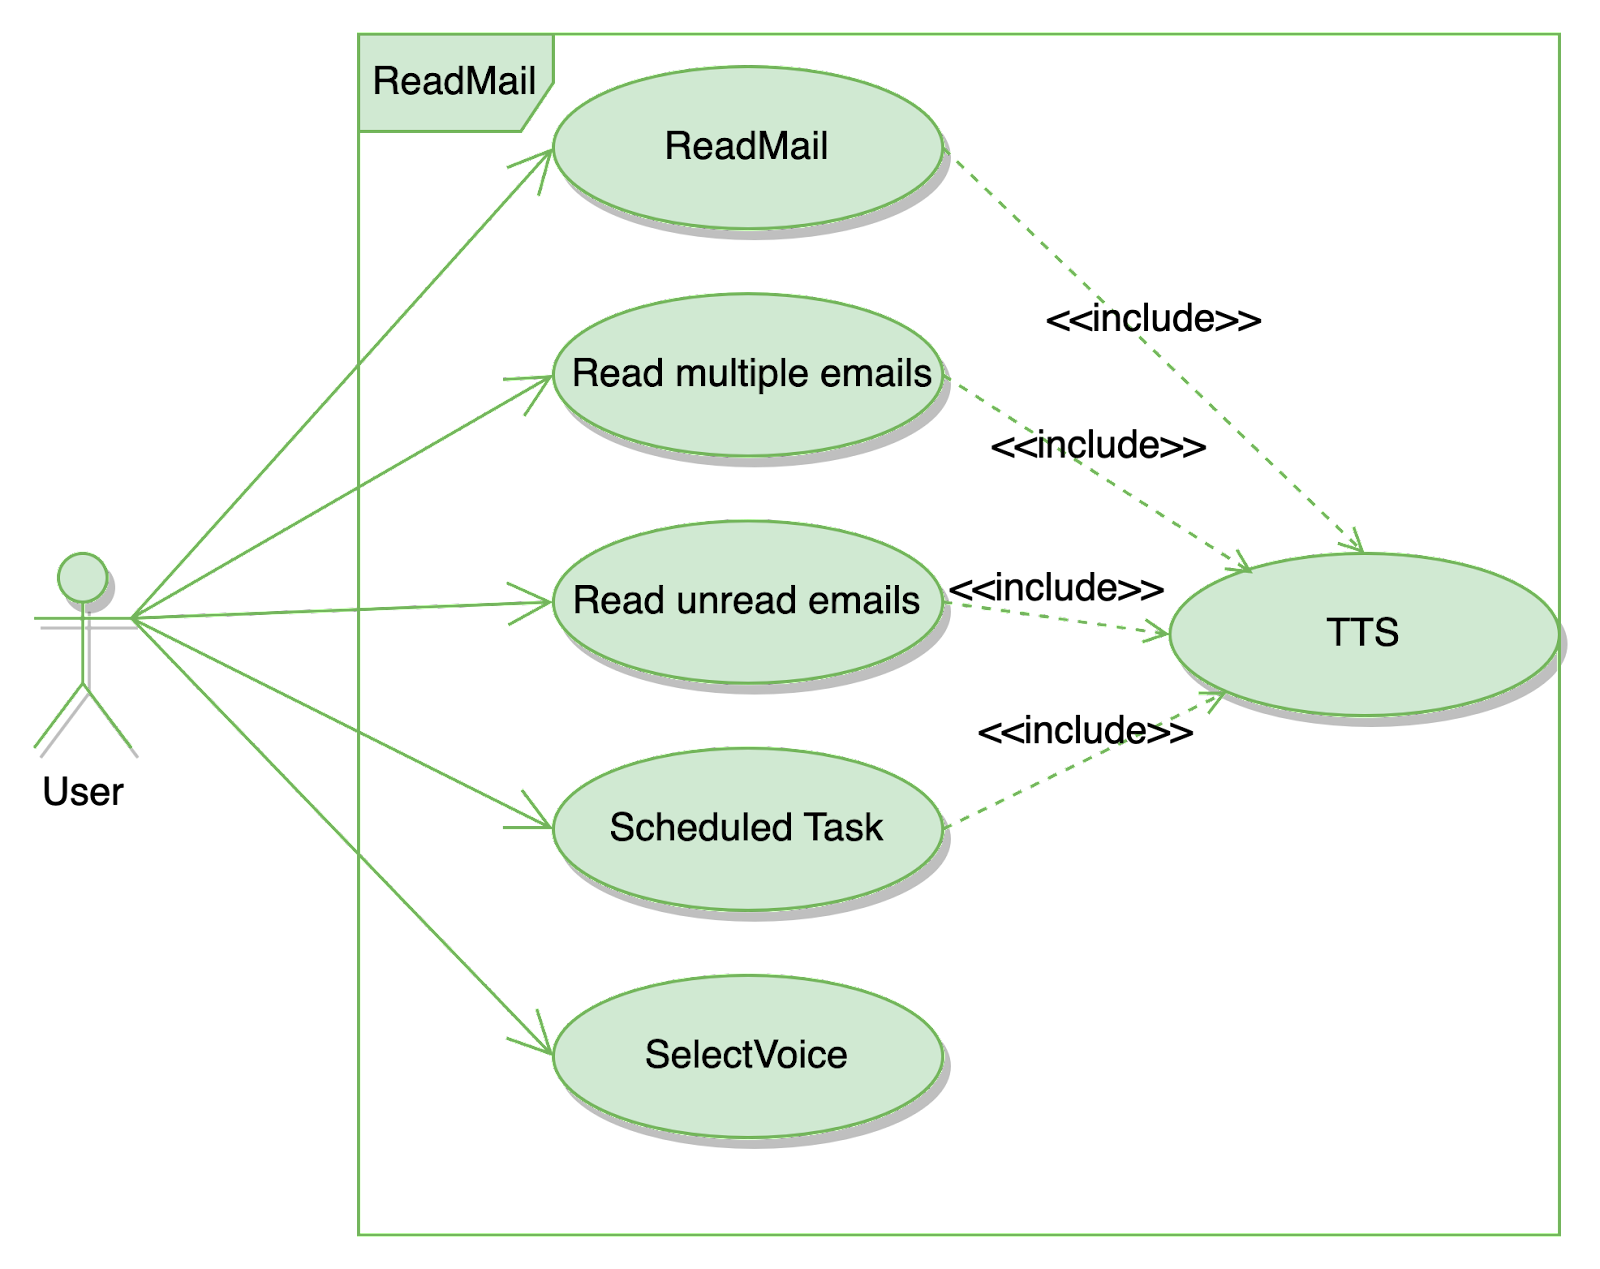 ReadMail
ReadMail
<<include>>
Read multiple emails
<<include>>
Read unread emails
<<include>>
TTS
<<include>>
User
Scheduled Task
SelectVoice